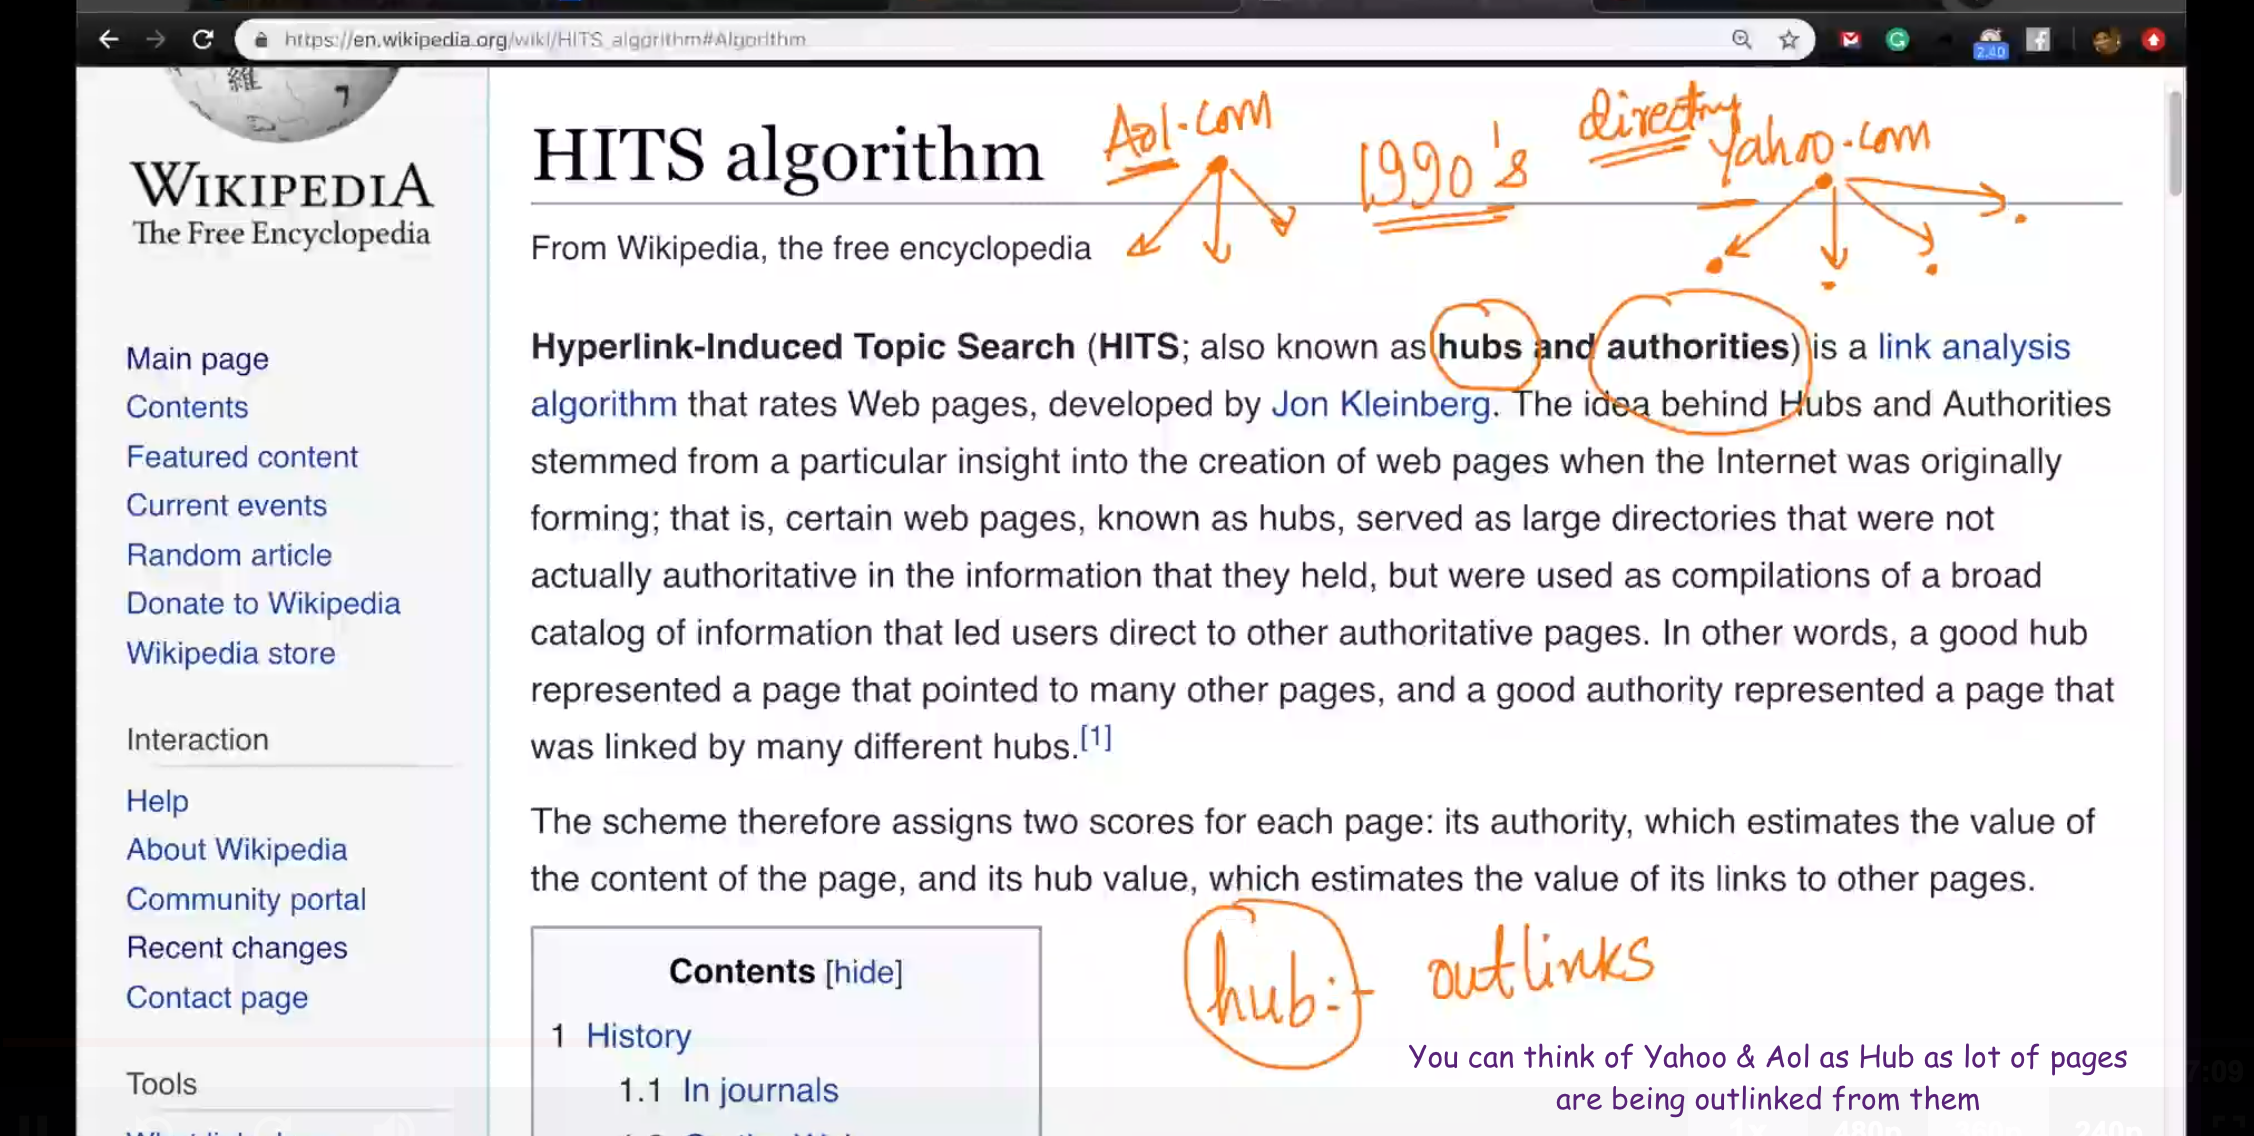 https://en.wikipedia.org/wiki/HITS_algorithm#Algorithm
2.40
維
7
WIKIPEDIA
The Free Encyclopedia
Main page
Contents
Featured content
Current events
Random article
Donate to Wikipedia
Wikipedia store
Interaction
Help
About Wikipedia
Community portal
Recent changes
Contact page
Tools
HITS algorithm
Aol.com
1990's
directry
Yahoo.com
From Wikipedia, the free encyclopedia
Hyperlink-Induced Topic Search (HITS; also known as hubs and authorities) is a link analysis
algorithm that rates Web pages, developed by Jon Kleinberg. The idea behind Hubs and Authorities
stemmed from a particular insight into the creation of web pages when the Internet was originally
forming; that is, certain web pages, known as hubs, served as large directories that were not
actually authoritative in the information that they held, but were used as compilations of a broad
catalog of information that led users direct to other authoritative pages. In other words, a good hub
represented a page that pointed to many other pages, and a good authority represented a page that
was linked by many different hubs.[1]
The scheme therefore assigns two scores for each page: its authority, which estimates the value of
the content of the page, and its hub value, which estimates the value of its links to other pages.
Contents [hide]
1 History
1.1 In journals
hub:- outlinks
You can think of Yahoo & Aol as Hub as lot of pages
are being outlinked from them
7:09
480p 360p 240p